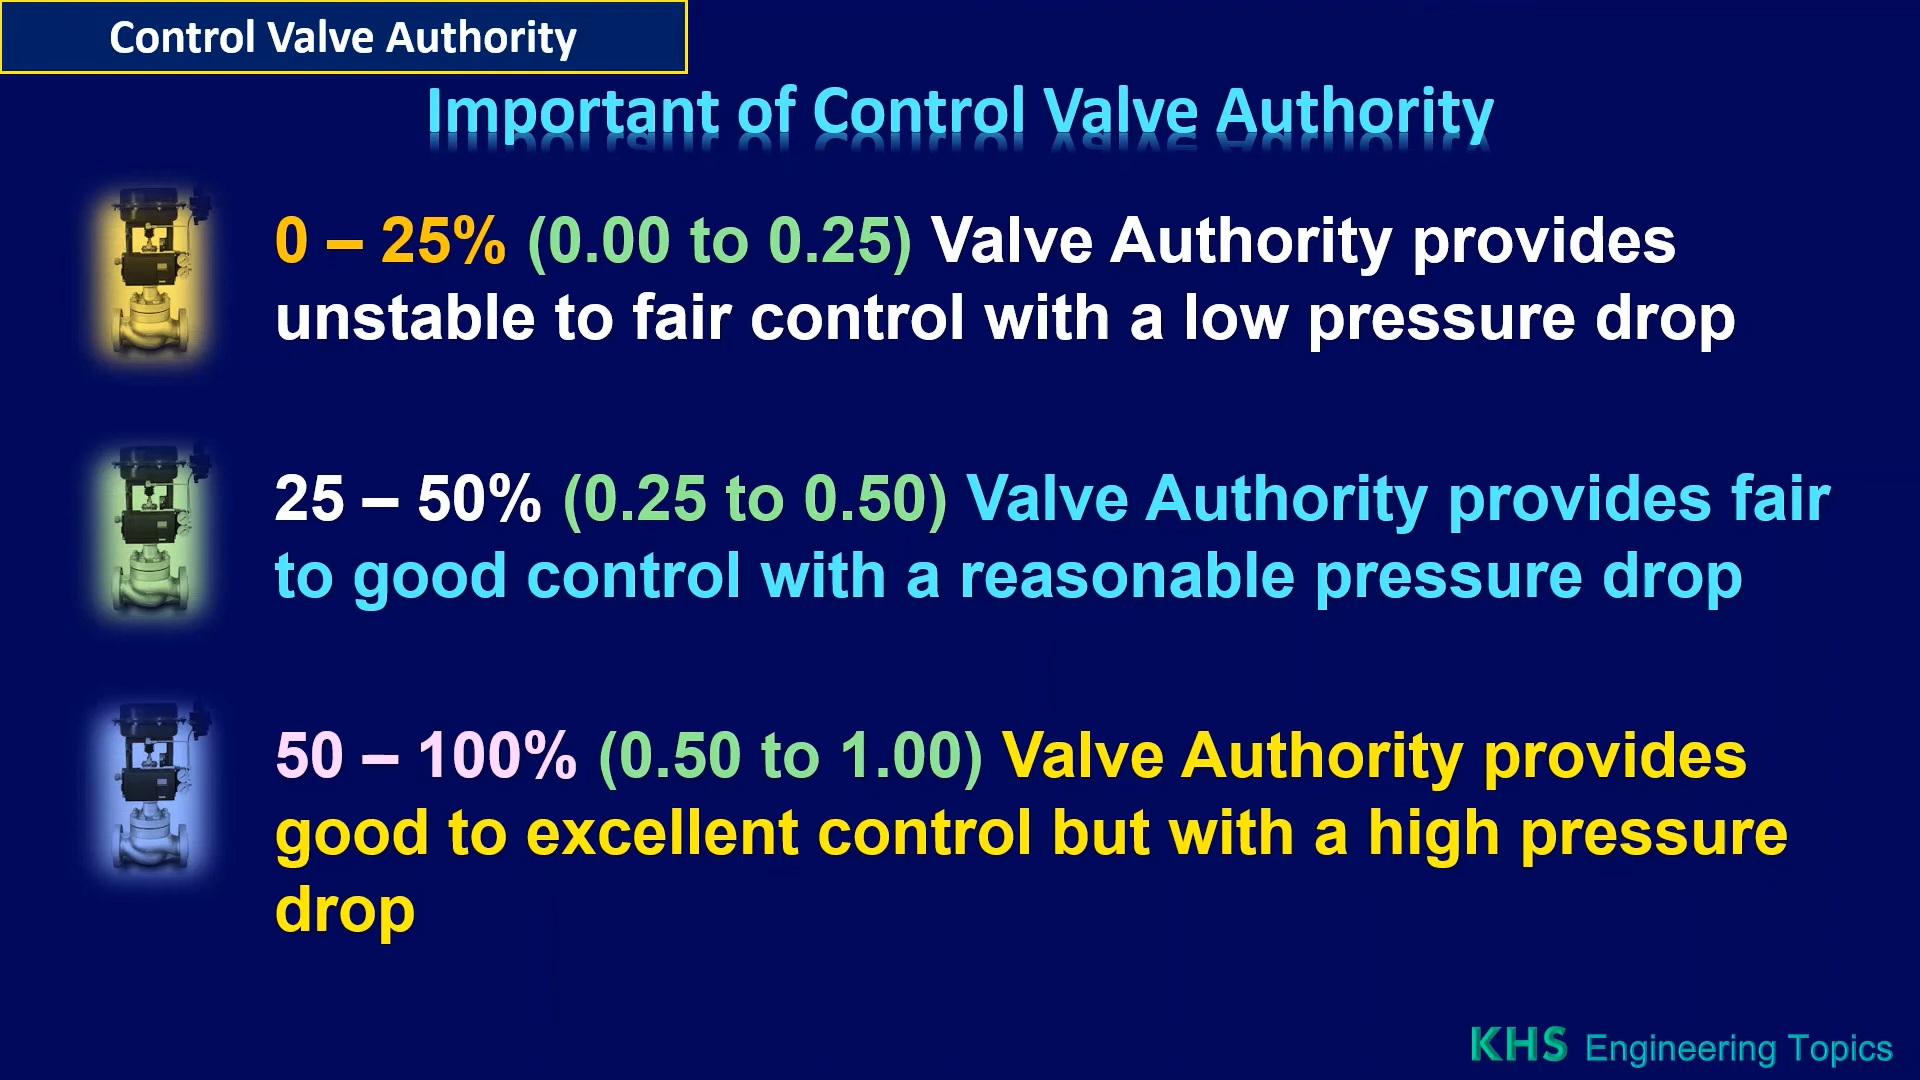 Control Valve Authority
Important of Control Valve Authority
0 – 25% (0.00 to 0.25) Valve Authority provides
unstable to fair control with a low pressure drop
25 – 50% (0.25 to 0.50) Valve Authority provides fair
to good control with a reasonable pressure drop
50 – 100% (0.50 to 1.00) Valve Authority provides
good to excellent control but with a high pressure
drop
KHS Engineering Topics